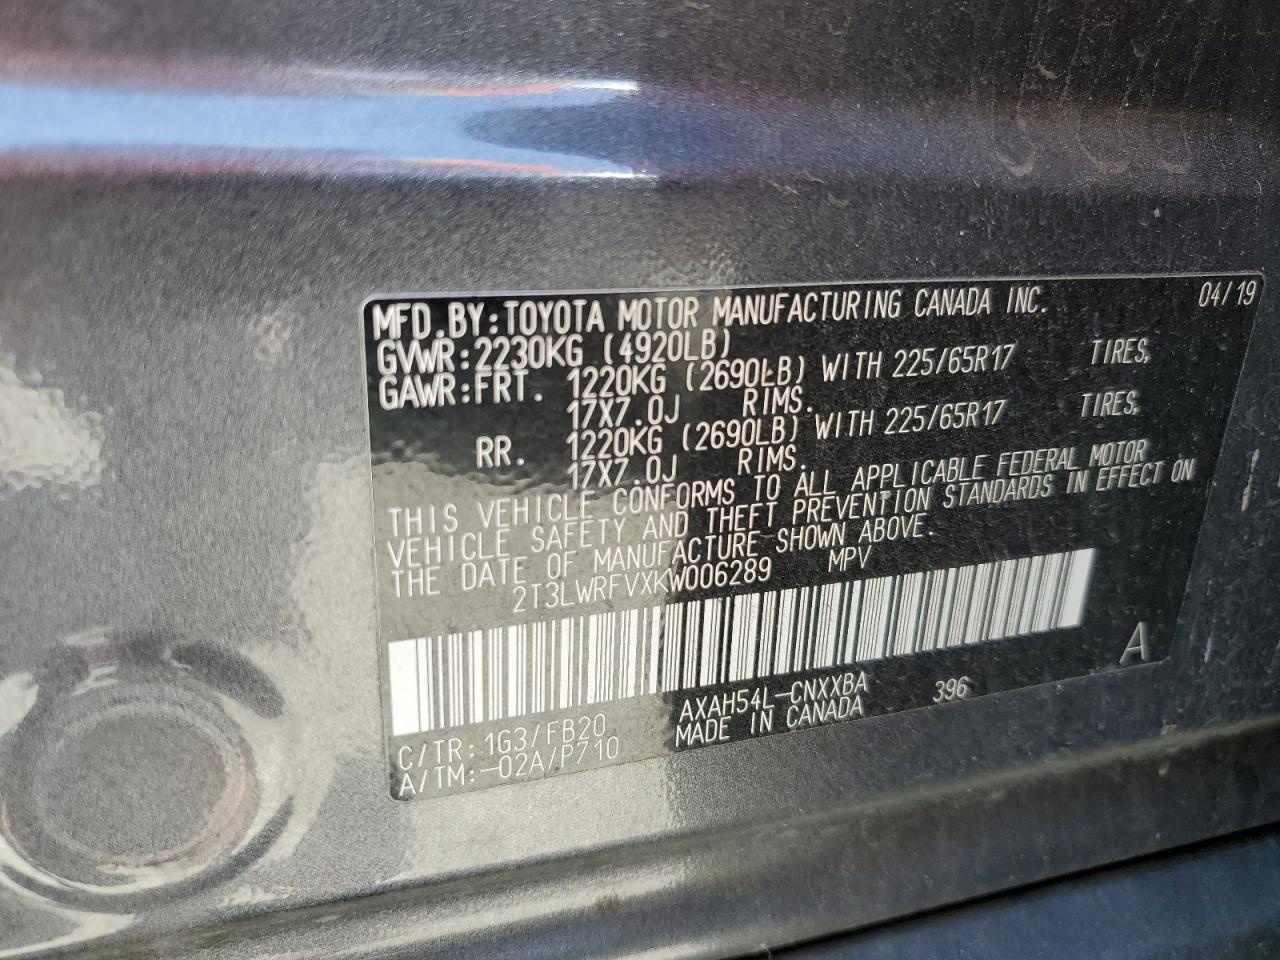 MFD.BY:TOYOTA MOTOR MANUFACTURING CANADA INC. 04/19
GVWR:2230KG (4920LB)
GAWR:FRT. 1220KG (2690LB) WITH 225/65R17 TIRES,
17X7.0J RIMS.
RR. 1220KG (2690LB) WITH 225/65R17 TIRES,
17X7.0J RIMS.
THIS VEHICLE CONFORMS TO ALL APPLICABLE FEDERAL MOTOR
VEHICLE SAFETY AND THEFT PREVENTION STANDARDS IN EFFECT ON
THE DATE OF MANUFACTURE SHOWN ABOVE.
2T3LWRFVXKW006289 MPV
A
C/TR:1G3/FB20 AXAH54L-CNXXBA 396
A/TM:-02A/P710 MADE IN CANADA